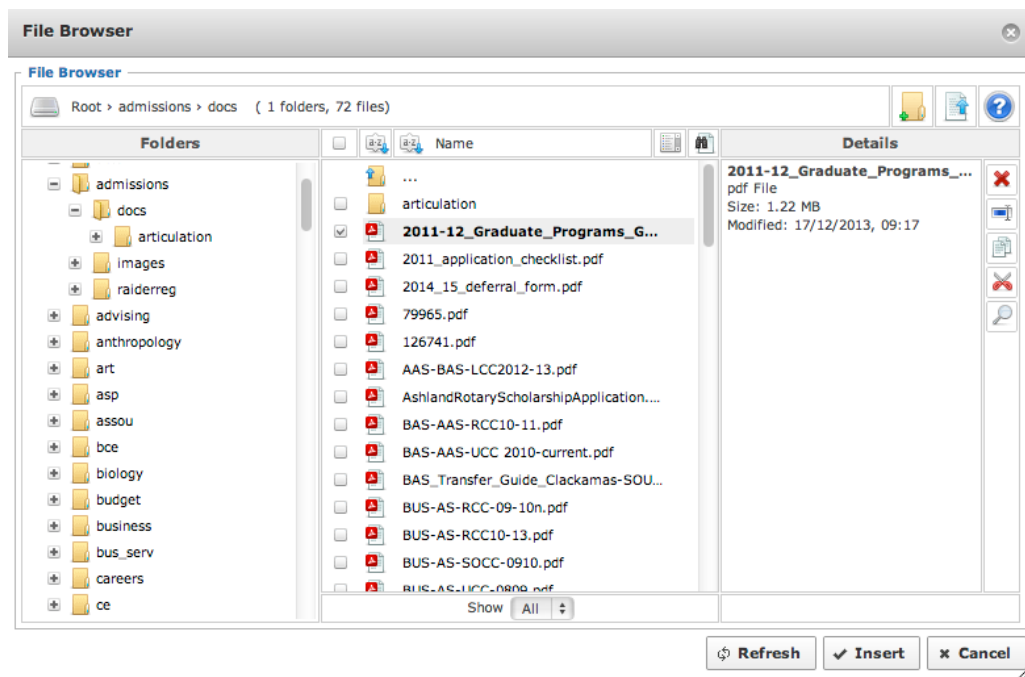 File Browser
File Browser
Root › admissions › docs ( 1 folders, 72 files)
Folders
Name
Details
admissions
docs
articulation
images
raiderreg
advising
anthropology
art
asp
assou
bce
biology
budget
business
bus_serv
careers
ce
...
articulation
2011-12_Graduate_Programs_G...
2011_application_checklist.pdf
2014_15_deferral_form.pdf
79965.pdf
126741.pdf
AAS-BAS-LCC2012-13.pdf
AshlandRotaryScholarshipApplication....
BAS-AAS-RCC10-11.pdf
BAS-AAS-UCC 2010-current.pdf
BAS_Transfer_Guide_Clackamas-SOU...
BUS-AS-RCC-09-10n.pdf
BUS-AS-RCC10-13.pdf
BUS-AS-SOCC-0910.pdf
BUS-AS-UCC-0809.pdf
Show All
2011-12_Graduate_Programs_...
pdf File
Size: 1.22 MB
Modified: 17/12/2013, 09:17
Refresh
Insert
Cancel